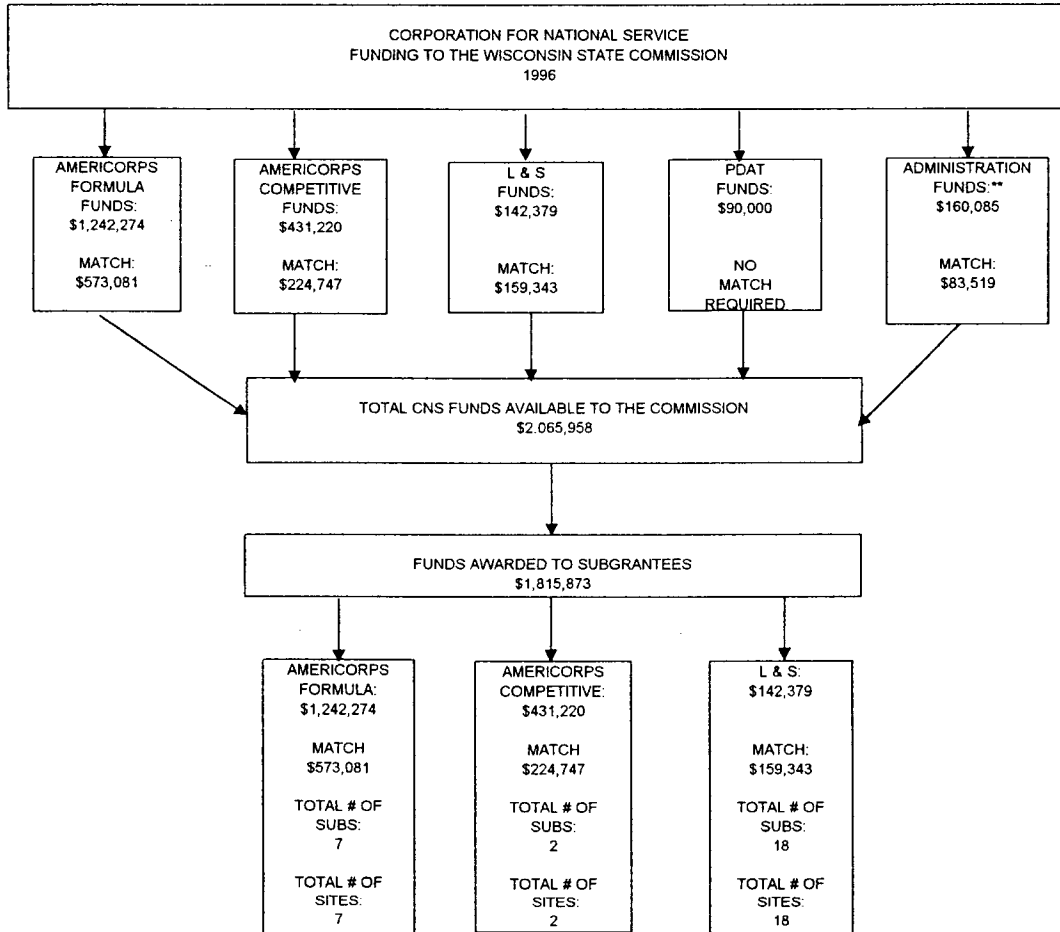 CORPORATION FOR NATIONAL SERVICE
FUNDING TO THE WISCONSIN STATE COMMISSION
1996
AMERICORPS
FORMULA
FUNDS:
$1,242,274
MATCH:
$573,081
AMERICORPS
COMPETITIVE
FUNDS:
$431,220
MATCH:
$224,747
L & S
FUNDS:
$142,379
MATCH:
$159,343
PDAT
FUNDS:
$90,000
NO
MATCH
REQUIRED
ADMINISTRATION
FUNDS:**
$160,085
MATCH:
$83,519
TOTAL CNS FUNDS AVAILABLE TO THE COMMISSION
$2.065,958
FUNDS AWARDED TO SUBGRANTEES
$1,815,873
AMERICORPS
FORMULA:
$1,242,274
MATCH
$573,081
TOTAL # OF
SUBS:
7
TOTAL # OF
SITES:
7
AMERICORPS
COMPETITIVE:
$431,220
MATCH
$224,747
TOTAL # OF
SUBS:
2
TOTAL # OF
SITES:
2
L & S:
$142,379
MATCH:
$159,343
TOTAL # OF
SUBS:
18
TOTAL # OF
SITES:
18